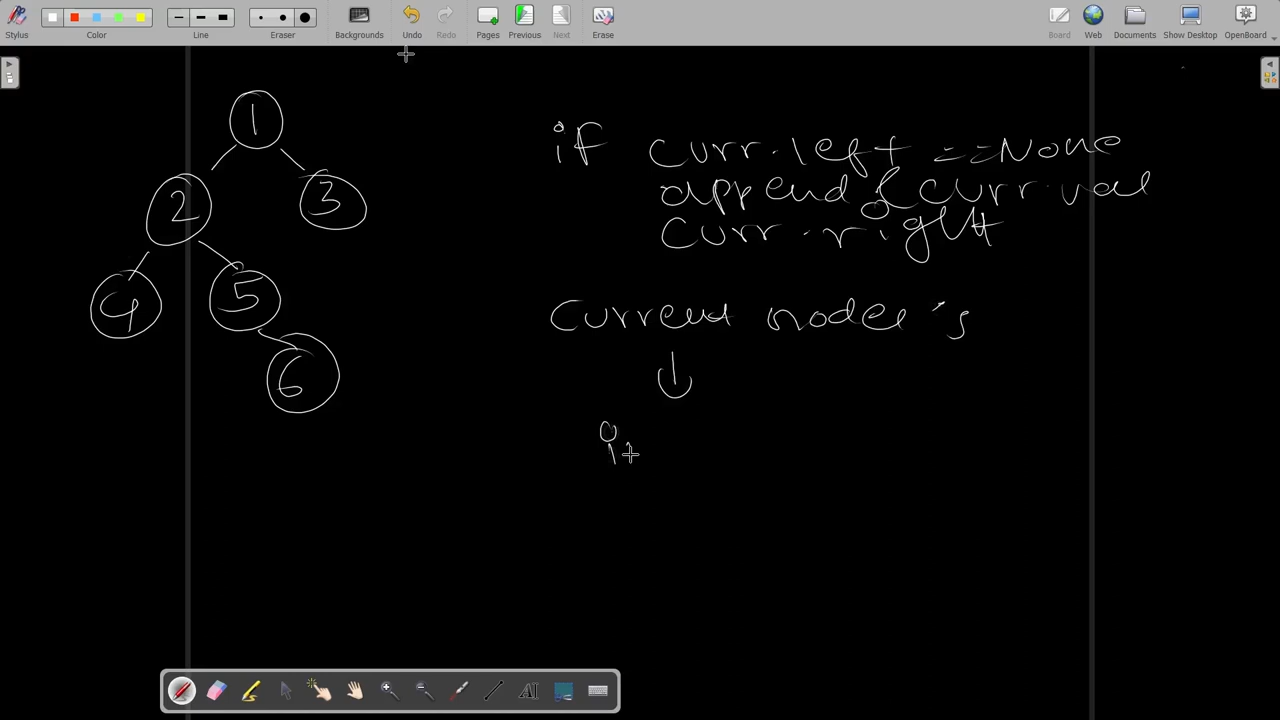 Stylus Color Line Eraser Backgrounds Undo Redo Pages Previous Next Erase Board Web Documents Show Desktop OpenBoard
1
2 3
4 5
6
if curr.left ==None
append & curr.val
curr.right
Current nodes's
i